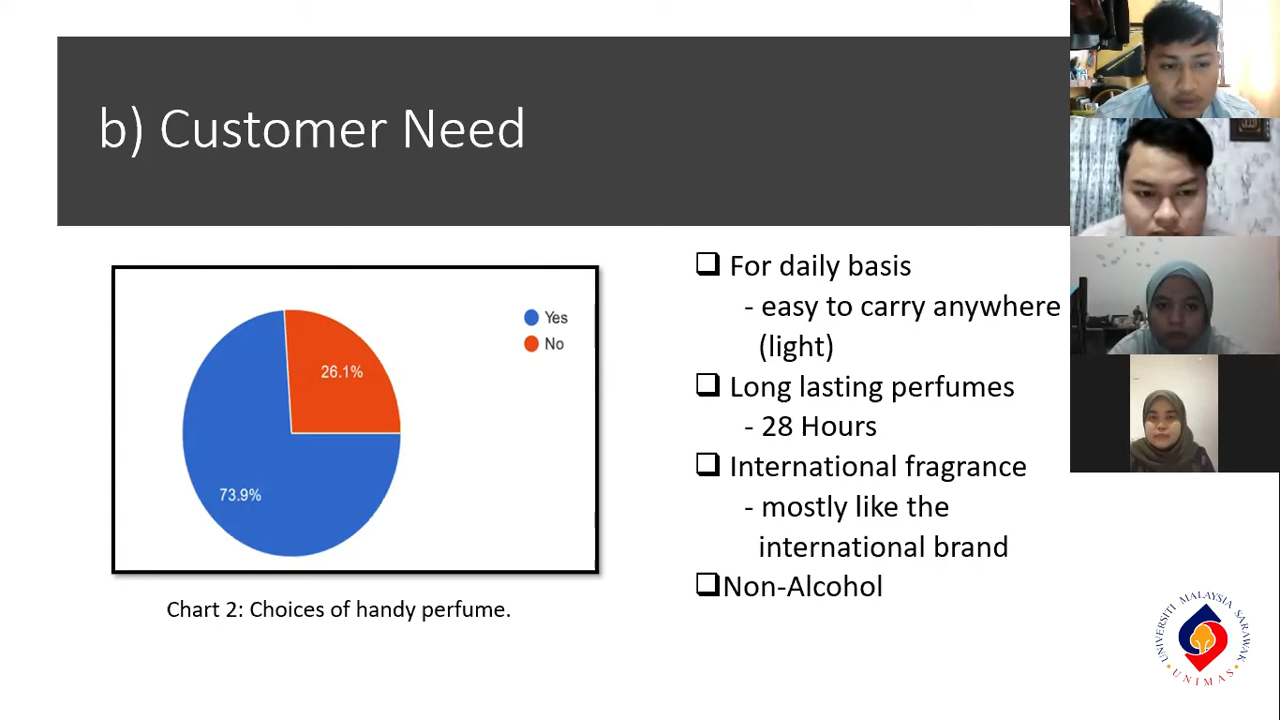 b) Customer Need
Yes
No
26.1%
73.9%
Chart 2: Choices of handy perfume.
❑ For daily basis
- easy to carry anywhere
(light)
❑ Long lasting perfumes
- 28 Hours
❑ International fragrance
- mostly like the
international brand
❑Non-Alcohol
UNIVERSITI MALAYSIA SARAWAK
UNIMAS